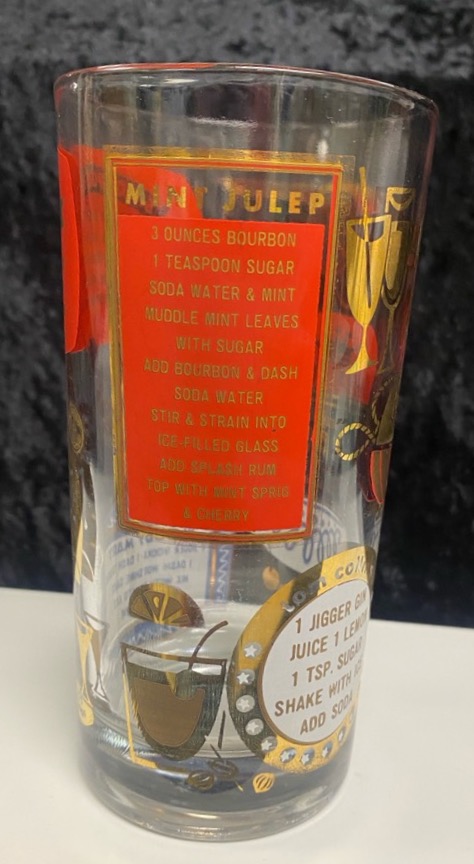 MINT JULEP
3 OUNCES BOURBON
1 TEASPOON SUGAR
SODA WATER & MINT
MUDDLE MINT LEAVES
WITH SUGAR
ADD BOURBON & DASH
SODA WATER
STIR & STRAIN INTO
ICE-FILLED GLASS
ADD SPLASH RUM
TOP WITH MINT SPRIG
& CHERRY
tom
1 JIGGER GIN
JUICE 1 LEMON
1 TSP. SUGAR
SHAKE WITH
ADD SODA